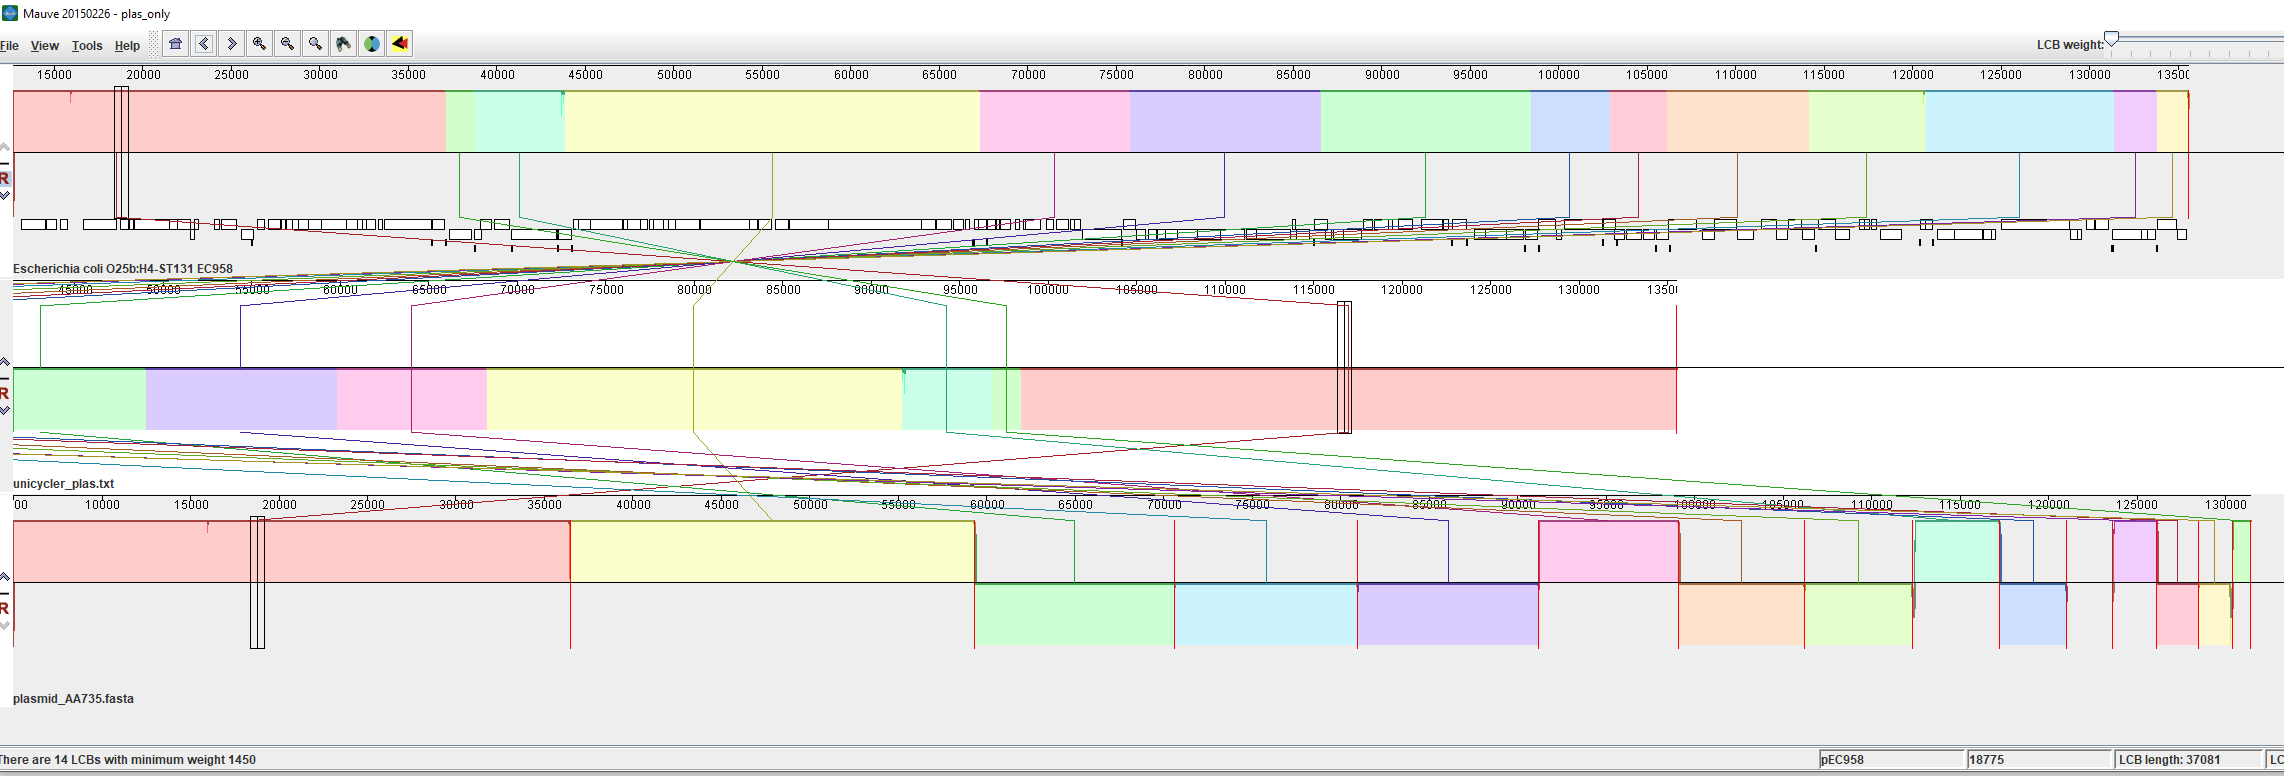 Mauve 20150226 - plas_only
File View Tools Help
LCB weight:
15000 20000 25000 30000 35000 40000 45000 50000 55000 60000 65000 70000 75000 80000 85000 90000 95000 100000 105000 110000 115000 120000 125000 130000 1350(
Escherichia coli O25b:H4-ST131 EC958
45000 50000 55000 60000 65000 70000 75000 80000 85000 90000 95000 100000 105000 110000 115000 120000 125000 130000 1350(
unicycler_plas.txt
00 10000 15000 20000 25000 30000 35000 40000 45000 50000 55000 60000 65000 70000 75000 80000 85000 90000 95000 100000 105000 110000 115000 120000 125000 130000
plasmid_AA735.fasta
There are 14 LCBs with minimum weight 1450
pEC958 18775 LCB length: 37081 LC